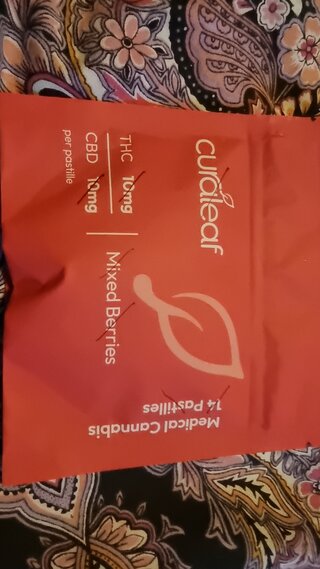 curaleaf
THC 10mg
CBD 10mg
per pastille
Mixed Berries
Medical Cannabis
14 Pastilles